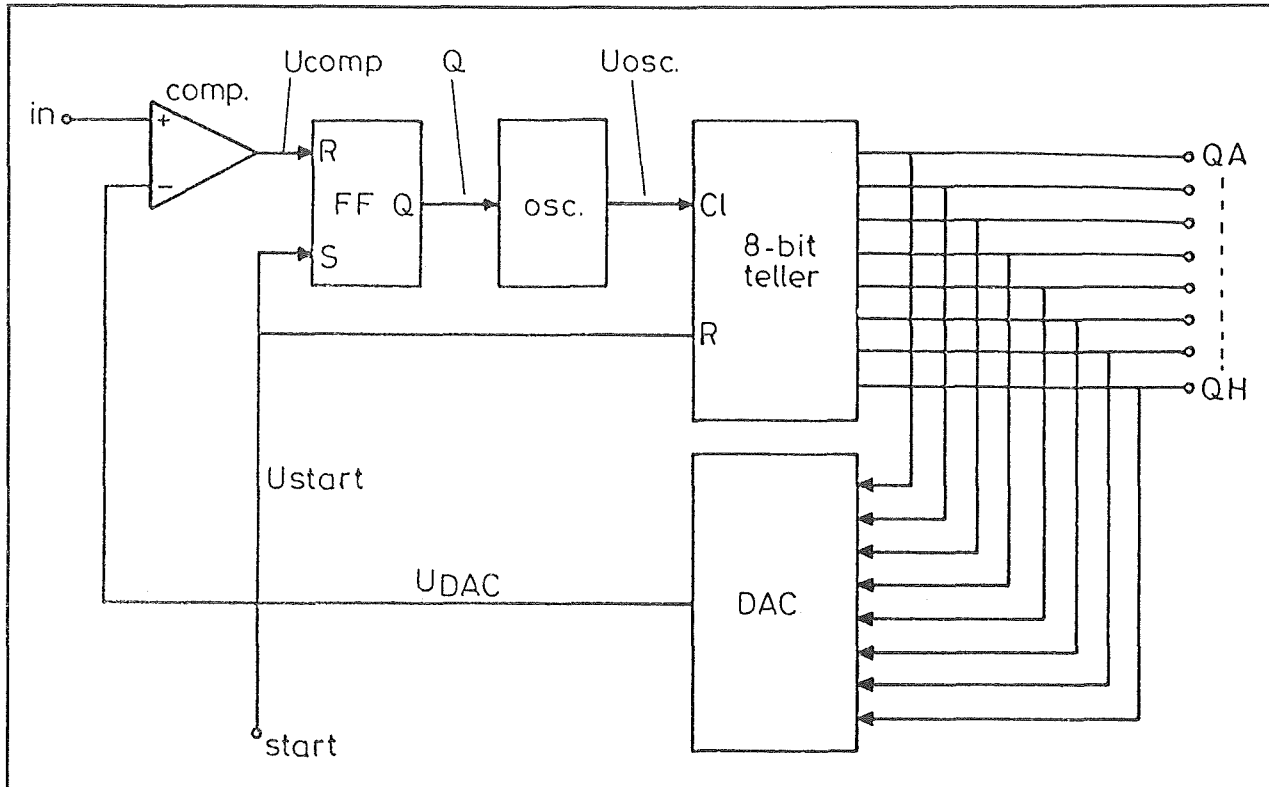 Ucomp
Q
Uosc.
comp.
in
+
-
R
FF
Q
S
osc.
Cl
8-bit
teller
R
QA
QH
Ustart
UDAC
DAC
start